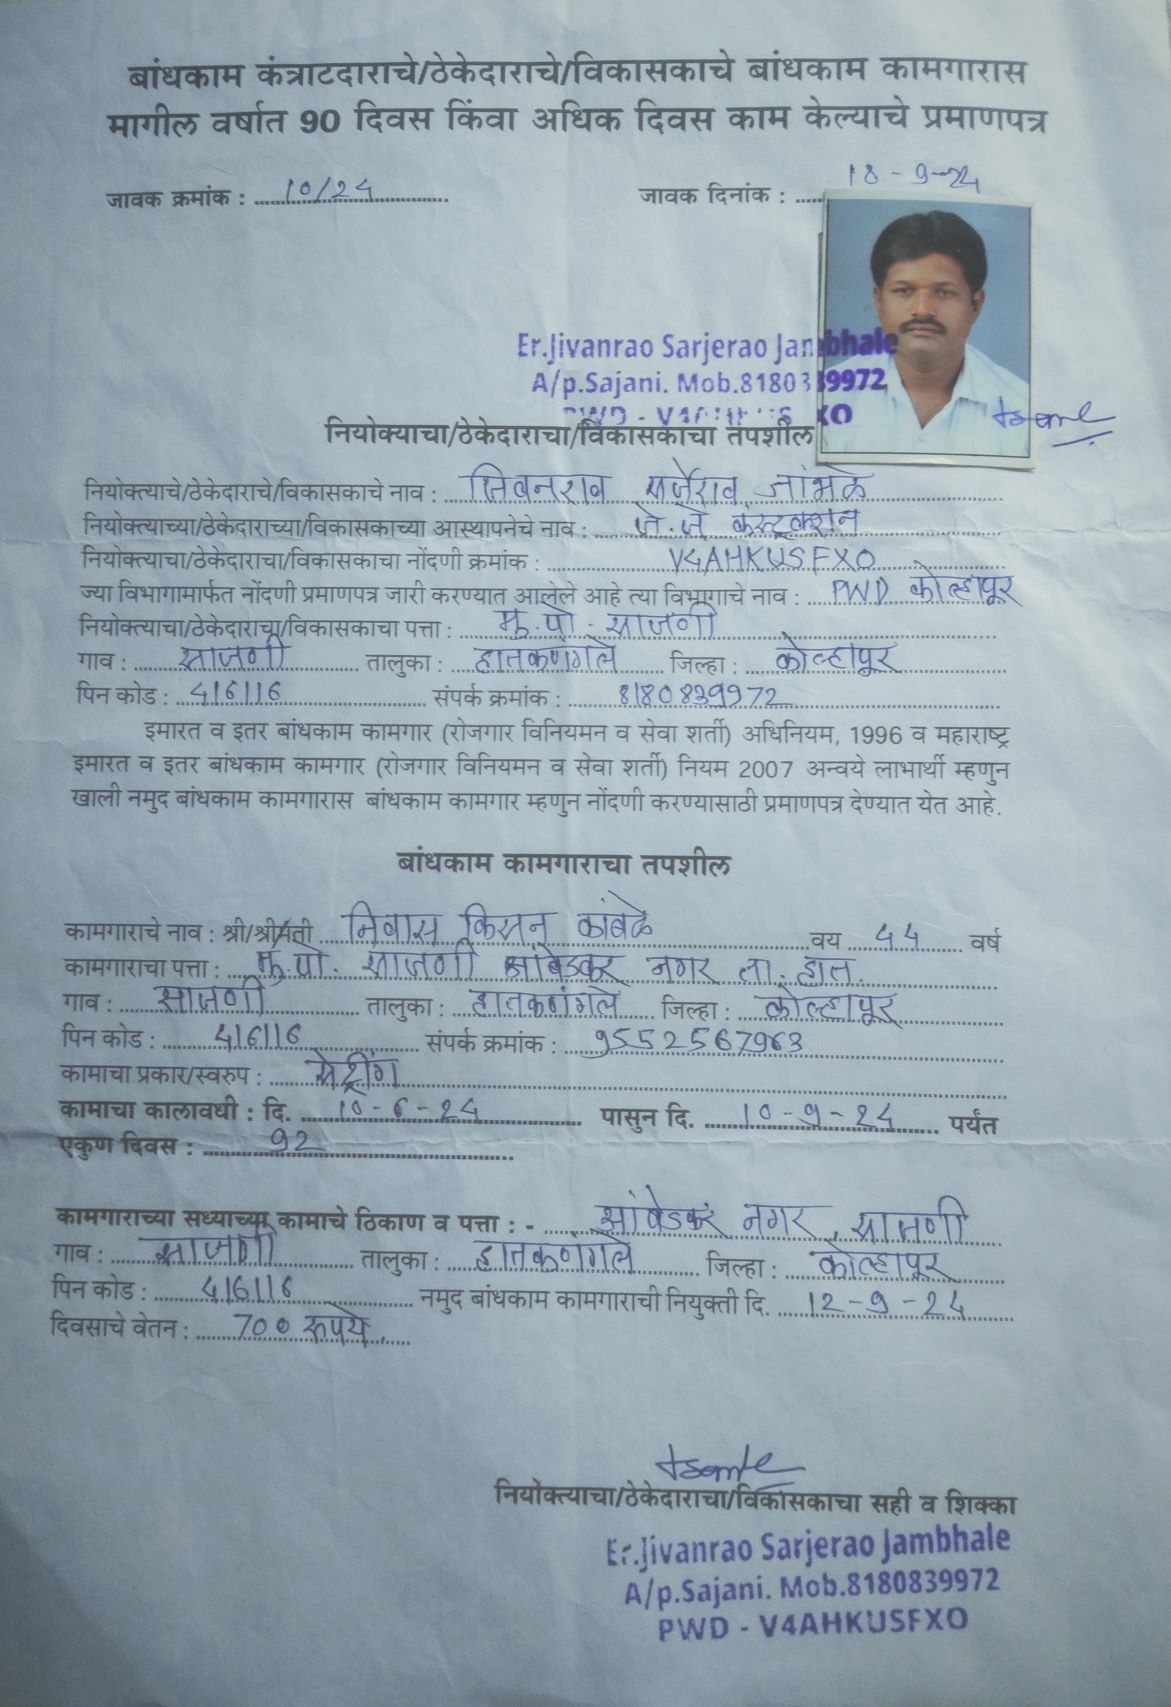 बांधकाम कंत्राटदाराचे/ठेकेदाराचे/विकासकाचे बांधकाम कामगारास
मागील वर्षात 90 दिवस किंवा अधिक दिवस काम केल्याचे प्रमाणपत्र
जावक क्रमांक : 10/24 जावक दिनांक : 18-9-24
Er.Jivanrao Sarjerao Jambhale
A/p.Sajani. Mob.8180839972
PWD - V4AHKUSFXO
नियोक्याचा/ठेकेदाराचा/विकासकाचा तपशील
नियोक्त्याचे/ठेकेदाराचे/विकासकाचे नाव : जिवनराव सर्जेराव जांभळे
नियोक्त्याच्या/ठेकेदाराच्या/विकासकाच्या आस्थापनेचे नाव : जे.जे कंस्ट्रक्शन
नियोक्त्याचा/ठेकेदाराचा/विकासकाचा नोंदणी क्रमांक : V4AHKUSFXO
ज्या विभागामार्फत नोंदणी प्रमाणपत्र जारी करण्यात आलेले आहे त्या विभागाचे नाव : PWD कोल्हापूर
नियोक्त्याचा/ठेकेदाराचा/विकासकाचा पत्ता : मु.पो. साजणी
गाव : साजणी तालुका : हातकणंगले जिल्हा : कोल्हापूर
पिन कोड : 416116 संपर्क क्रमांक : 8180839972
इमारत व इतर बांधकाम कामगार (रोजगार विनियमन व सेवा शर्ती) अधिनियम, 1996 व महाराष्ट्र
इमारत व इतर बांधकाम कामगार (रोजगार विनियमन व सेवा शर्ती) नियम 2007 अन्वये लाभार्थी म्हणुन
खाली नमुद बांधकाम कामगारास बांधकाम कामगार म्हणुन नोंदणी करण्यासाठी प्रमाणपत्र देण्यात येत आहे.
बांधकाम कामगाराचा तपशील
कामगाराचे नाव : श्री/श्रीमती निवास किसन कांबळे वय 44 वर्ष
कामगाराचा पत्ता : मु.पो. साजणी आंबेडकर नगर ता. हात.
गाव : साजणी तालुका : हातकणंगले जिल्हा : कोल्हापूर
पिन कोड : 416116 संपर्क क्रमांक : 9552567963
कामाचा प्रकार/स्वरुप : सेंट्रींग
कामाचा कालावधी : दि. 10-6-24 पासुन दि. 10-9-24 पर्यंत
एकुण दिवस : 92
कामगाराच्या सध्याच्या कामाचे ठिकाण व पत्ता : - आंबेडकर नगर, साजणी
गाव : साजणी तालुका : हातकणंगले जिल्हा : कोल्हापूर
पिन कोड : 416116 नमुद बांधकाम कामगाराची नियुक्ती दि. 12-9-24
दिवसाचे वेतन : 700 रूपये.
नियोक्त्याचा/ठेकेदाराचा/विकासकाचा सही व शिक्का
Er.Jivanrao Sarjerao Jambhale
A/p.Sajani. Mob.8180839972
PWD - V4AHKUSFXO